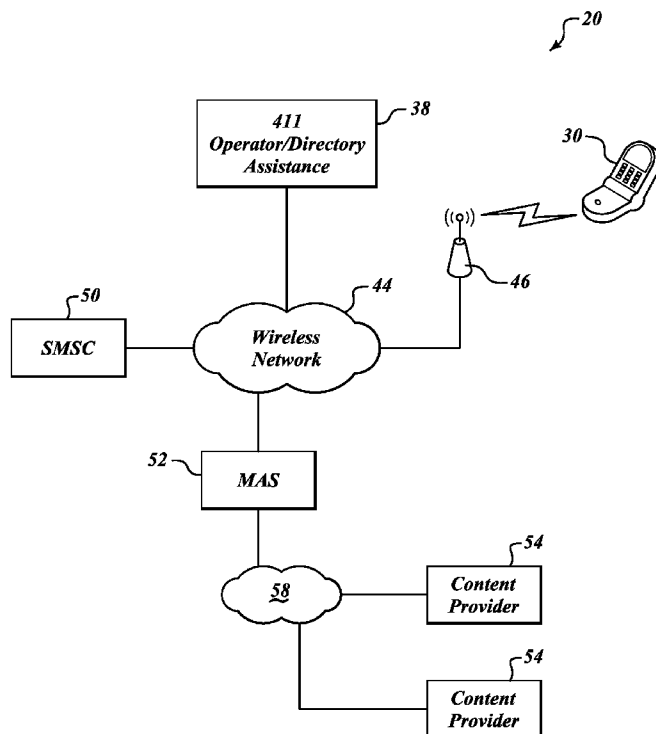 20
411
Operator/Directory
Assistance
38
30
46
44
Wireless
Network
50
SMSC
52
MAS
58
54
Content
Provider
54
Content
Provider